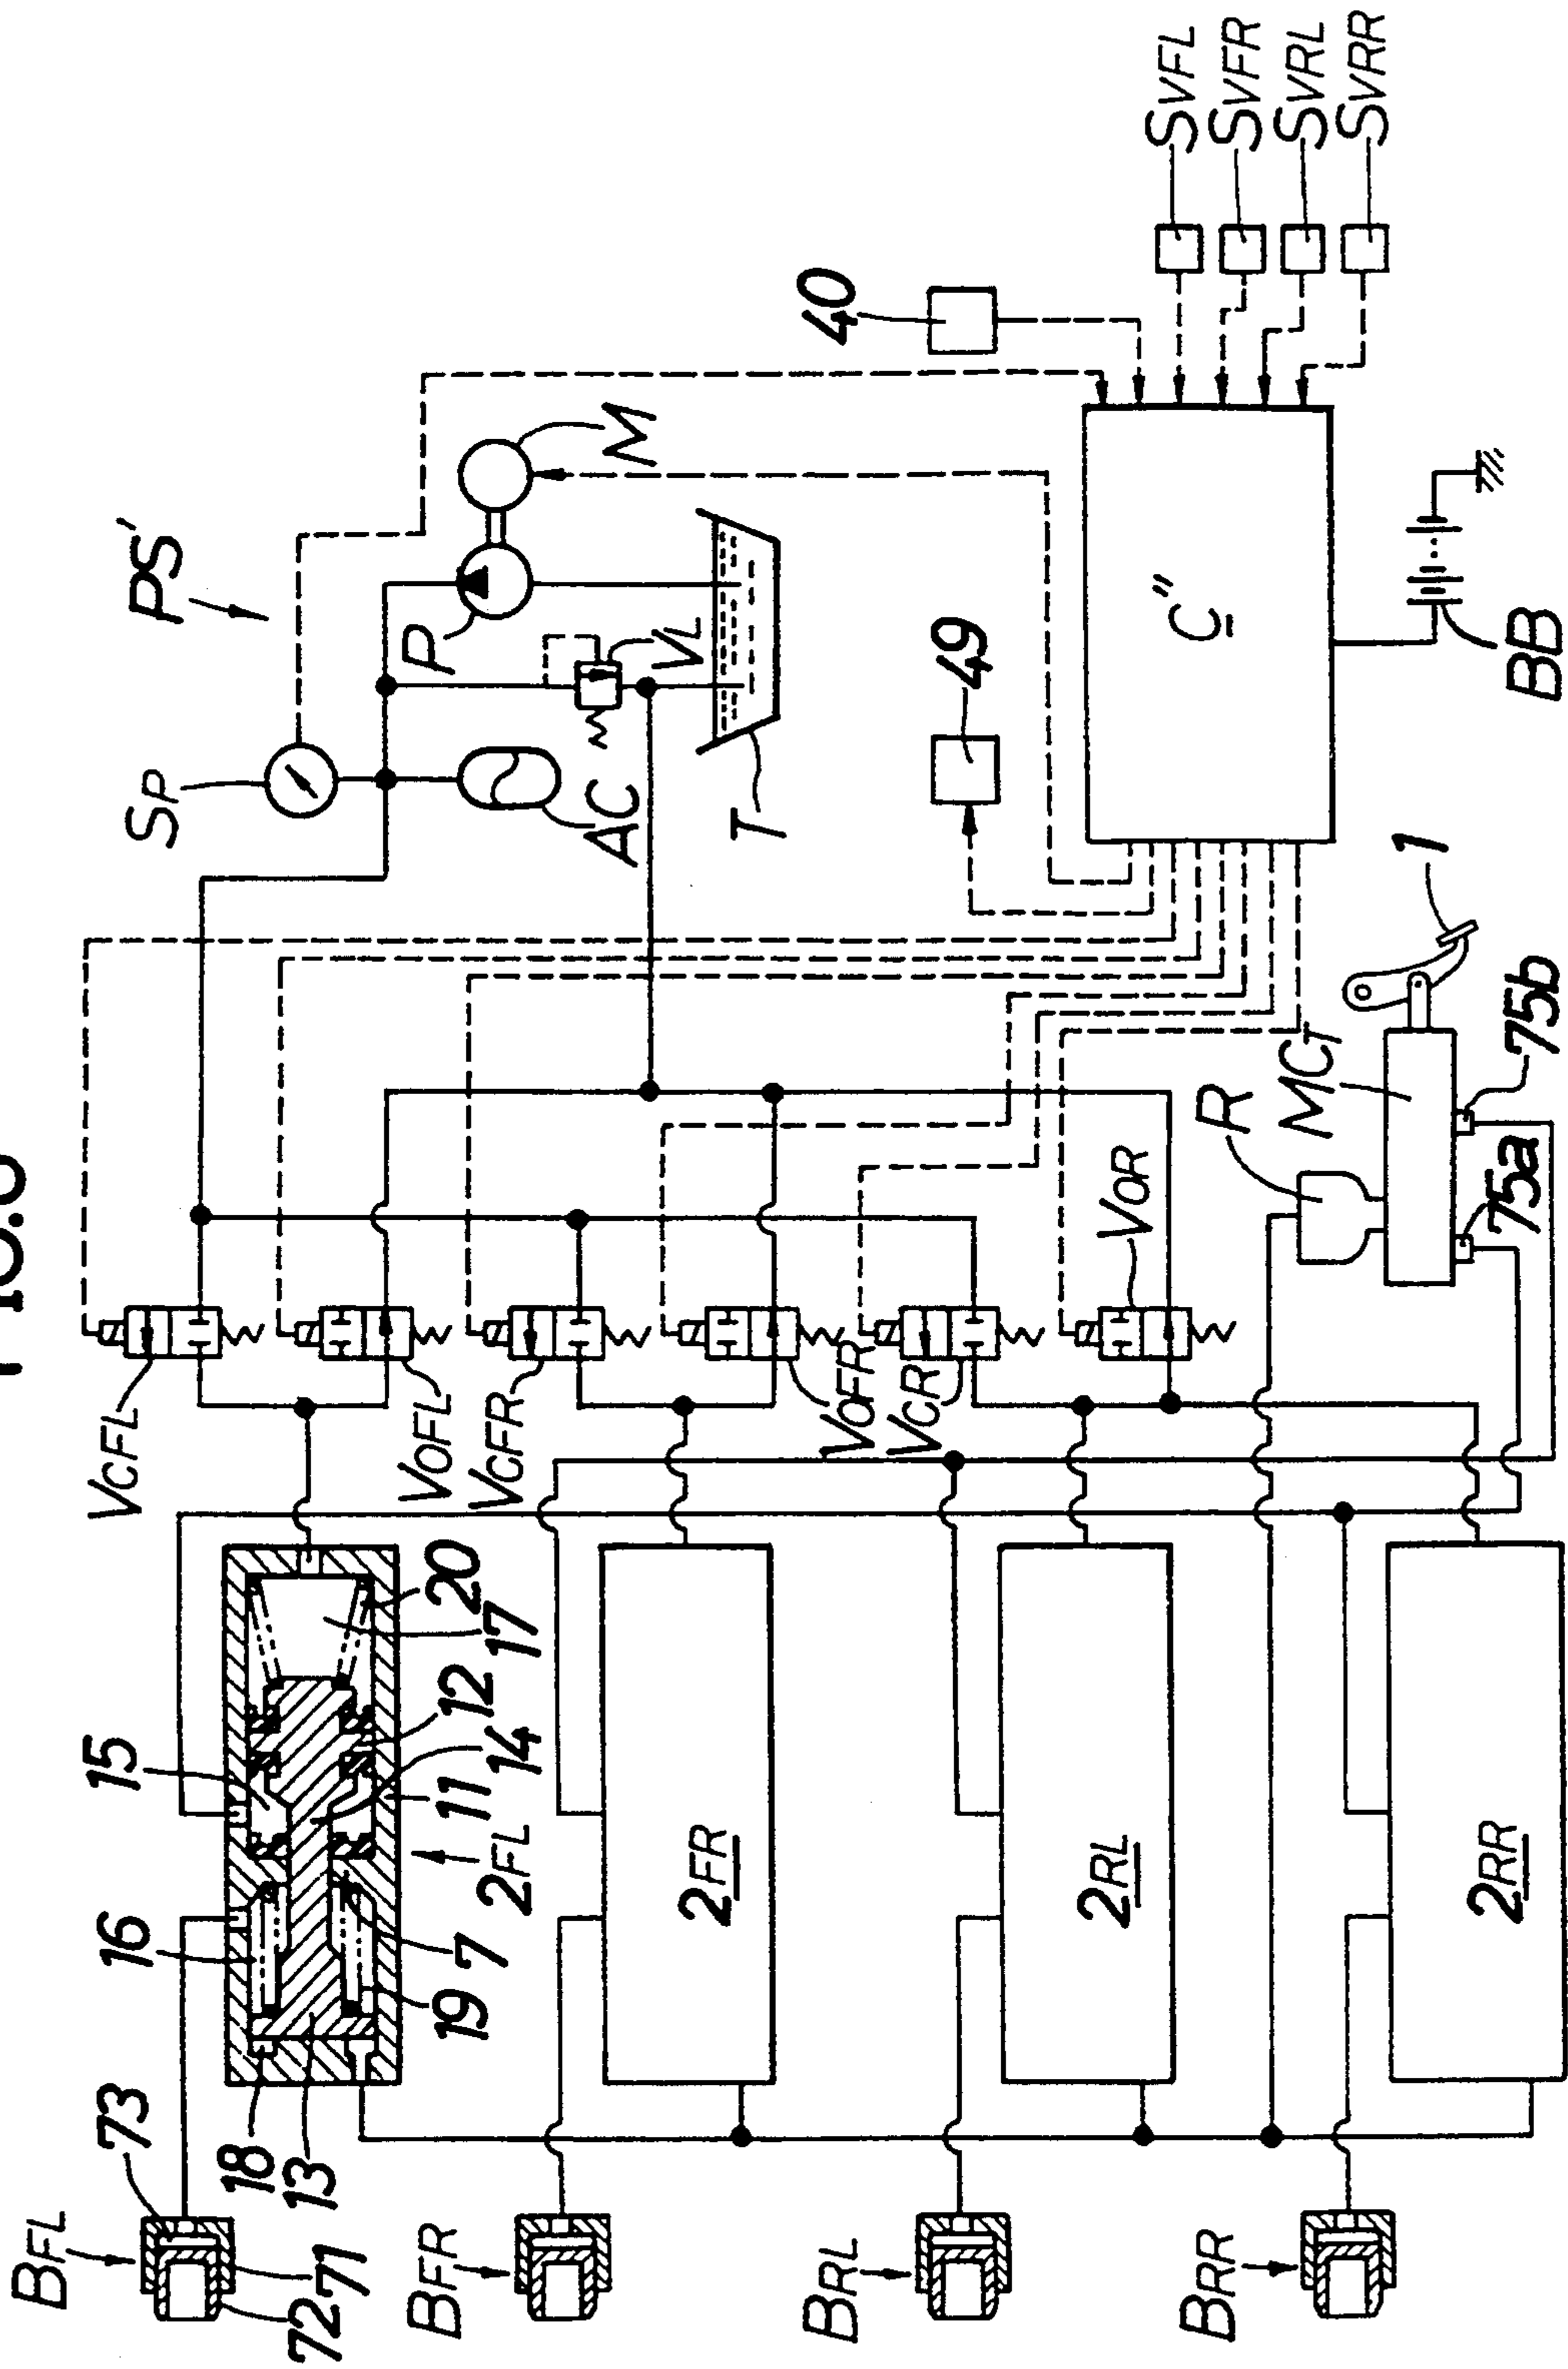 BFL
73
71
72
18
13
16
15
19
7
2FL
11
14
12
17
20
BFR
2FR
BRL
2RL
BRR
2RR
VCFL
VOFL
VCFR
VOFR
VCR
VOR
SP
PS'
P
M
VL
AC
T
40
49
C"
BB
SVFL
SVFR
SVRL
SVRR
R
MCT
75a
75b
1